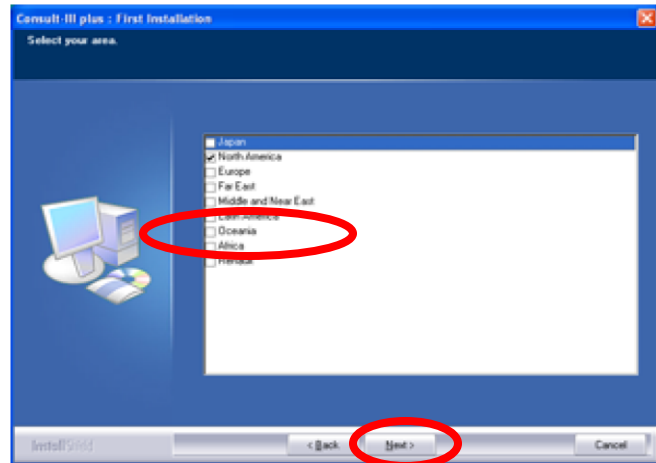 Consult-III plus : First Installation
Select your area.
Japan
North America
Europe
Far East
Middle and Near East
Latin America
Oceania
Africa
Renault
InstallShield
< Back
Next >
Cancel